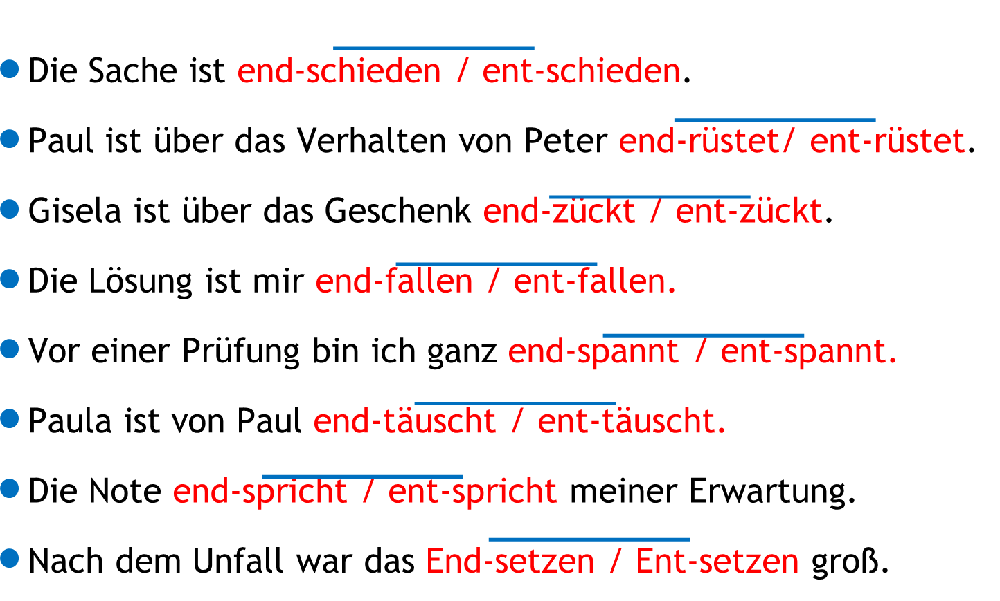 • Die Sache ist end-schieden / ent-schieden.
• Paul ist über das Verhalten von Peter end-rüstet/ ent-rüstet.
• Gisela ist über das Geschenk end-zückt / ent-zückt.
• Die Lösung ist mir end-fallen / ent-fallen.
• Vor einer Prüfung bin ich ganz end-spannt / ent-spannt.
• Paula ist von Paul end-täuscht / ent-täuscht.
• Die Note end-spricht / ent-spricht meiner Erwartung.
• Nach dem Unfall war das End-setzen / Ent-setzen groß.